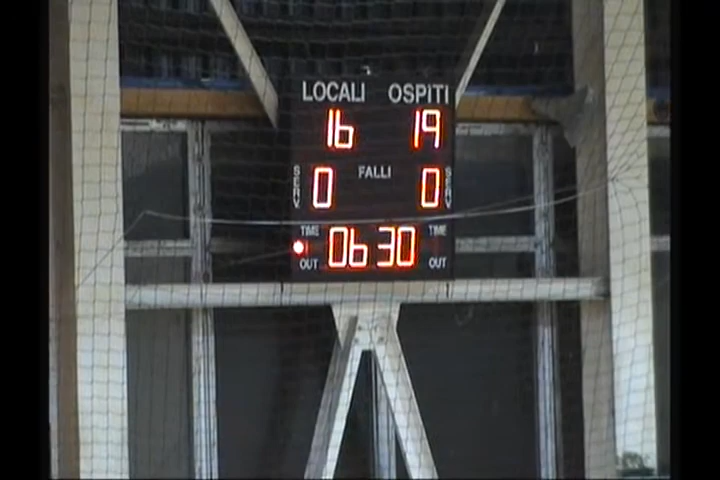 LOCALI OSPITI
16 19
SERV 0 FALLI 0 SERV
TIME TIME
06 30
OUT OUT